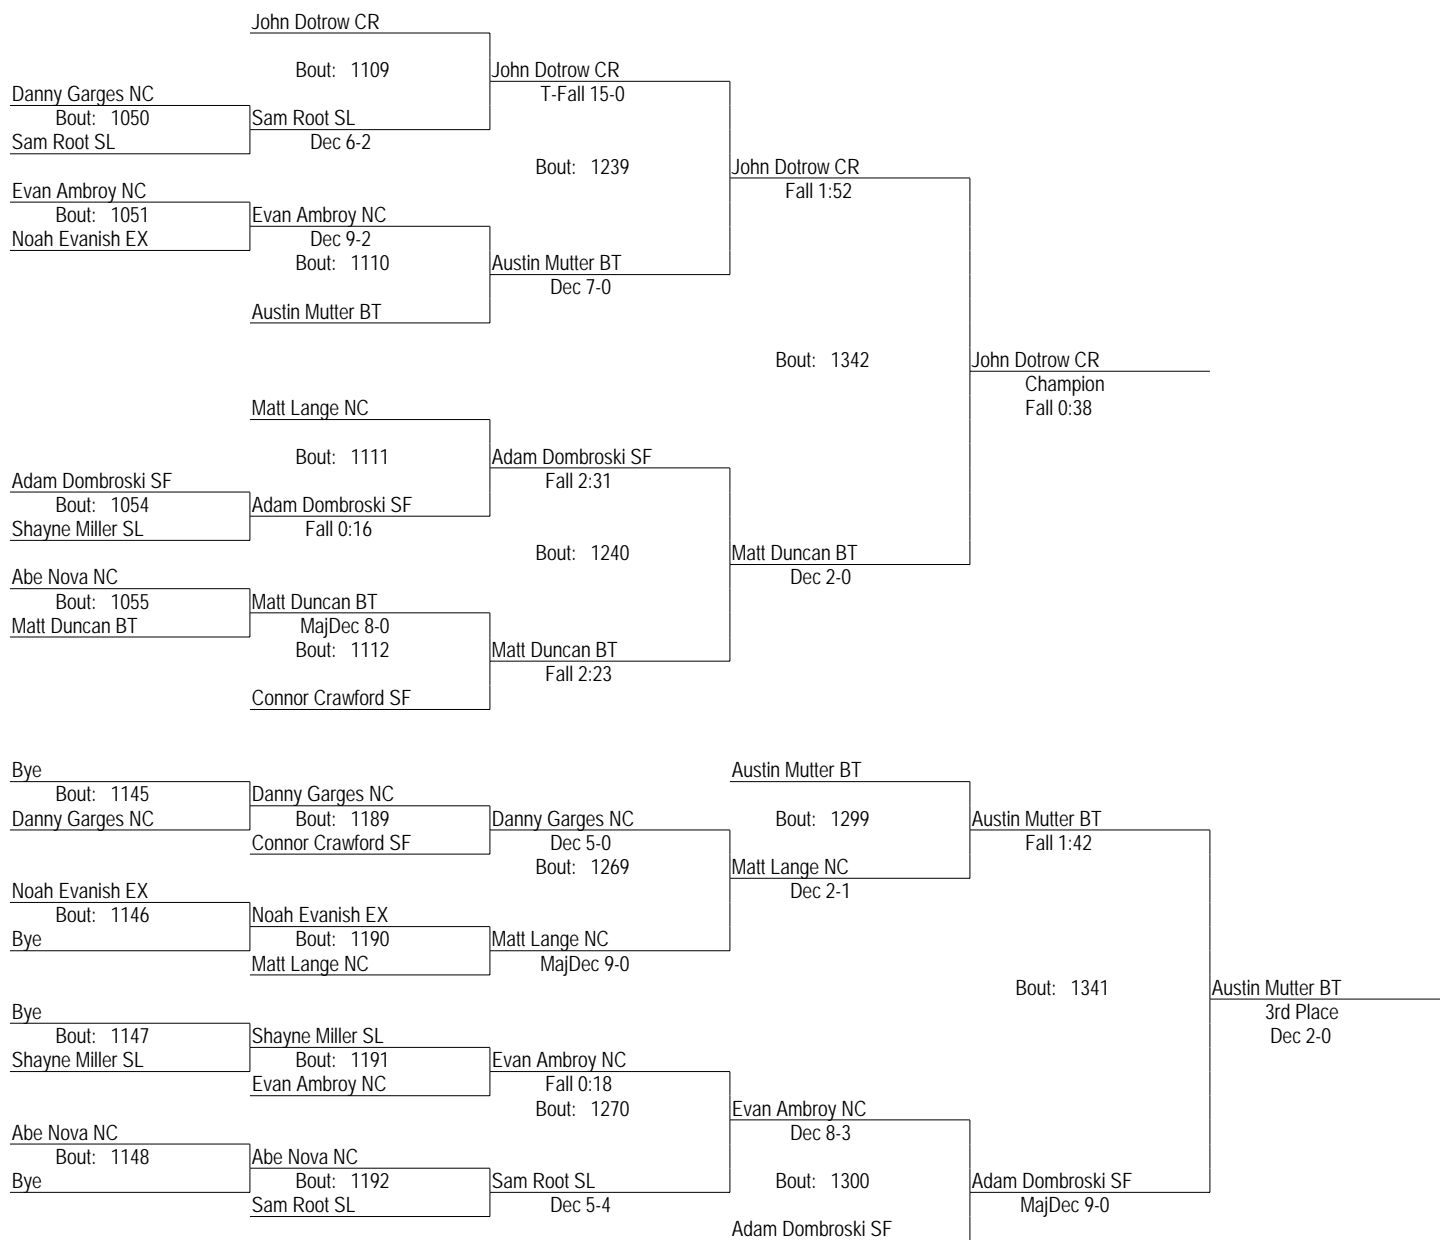 John Dotrow CR
Bout: 1109
John Dotrow CR
T-Fall 15-0
Danny Garges NC
Bout: 1050
Sam Root SL
Sam Root SL
Dec 6-2
Bout: 1239
John Dotrow CR
Fall 1:52
Evan Ambroy NC
Bout: 1051
Noah Evanish EX
Evan Ambroy NC
Dec 9-2
Bout: 1110
Austin Mutter BT
Dec 7-0
Austin Mutter BT
Bout: 1342
John Dotrow CR
Champion
Fall 0:38
Matt Lange NC
Bout: 1111
Adam Dombroski SF
Fall 2:31
Adam Dombroski SF
Bout: 1054
Shayne Miller SL
Adam Dombroski SF
Fall 0:16
Bout: 1240
Matt Duncan BT
Dec 2-0
Abe Nova NC
Bout: 1055
Matt Duncan BT
Matt Duncan BT
MajDec 8-0
Bout: 1112
Matt Duncan BT
Fall 2:23
Connor Crawford SF
Bye
Bout: 1145
Danny Garges NC
Danny Garges NC
Bout: 1189
Connor Crawford SF
Danny Garges NC
Dec 5-0
Bout: 1269
Austin Mutter BT
Bout: 1299
Matt Lange NC
Dec 2-1
Austin Mutter BT
Fall 1:42
Noah Evanish EX
Bout: 1146
Bye
Noah Evanish EX
Bout: 1190
Matt Lange NC
Matt Lange NC
MajDec 9-0
Bout: 1341
Austin Mutter BT
3rd Place
Dec 2-0
Bye
Bout: 1147
Shayne Miller SL
Shayne Miller SL
Bout: 1191
Evan Ambroy NC
Evan Ambroy NC
Fall 0:18
Bout: 1270
Evan Ambroy NC
Dec 8-3
Abe Nova NC
Bout: 1148
Bye
Abe Nova NC
Bout: 1192
Sam Root SL
Sam Root SL
Dec 5-4
Bout: 1300
Adam Dombroski SF
MajDec 9-0
Adam Dombroski SF